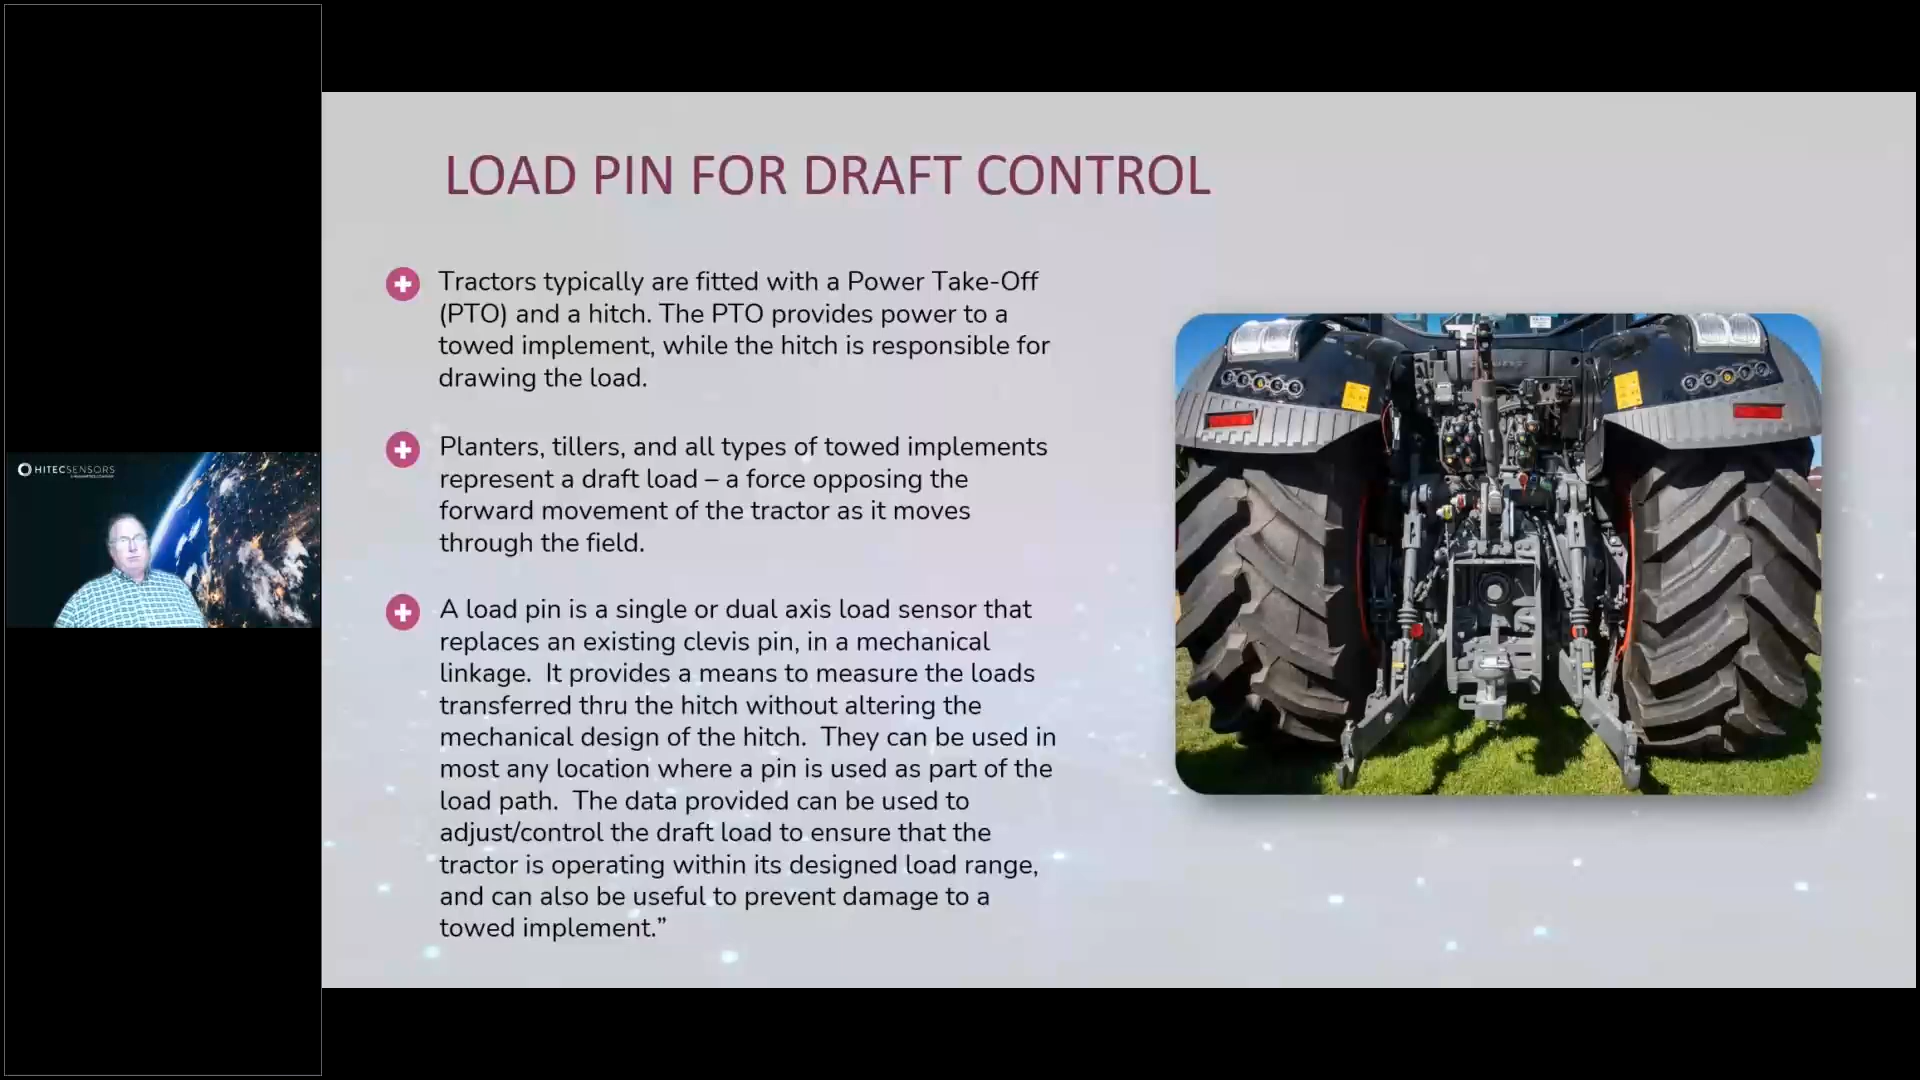 HITECSENSORS
LOAD PIN FOR DRAFT CONTROL
Tractors typically are fitted with a Power Take-Off
(PTO) and a hitch. The PTO provides power to a
towed implement, while the hitch is responsible for
drawing the load.
Planters, tillers, and all types of towed implements
represent a draft load – a force opposing the
forward movement of the tractor as it moves
through the field.
A load pin is a single or dual axis load sensor that
replaces an existing clevis pin, in a mechanical
linkage.  It provides a means to measure the loads
transferred thru the hitch without altering the
mechanical design of the hitch.  They can be used in
most any location where a pin is used as part of the
load path.  The data provided can be used to
adjust/control the draft load to ensure that the
tractor is operating within its designed load range,
and can also be useful to prevent damage to a
towed implement.”